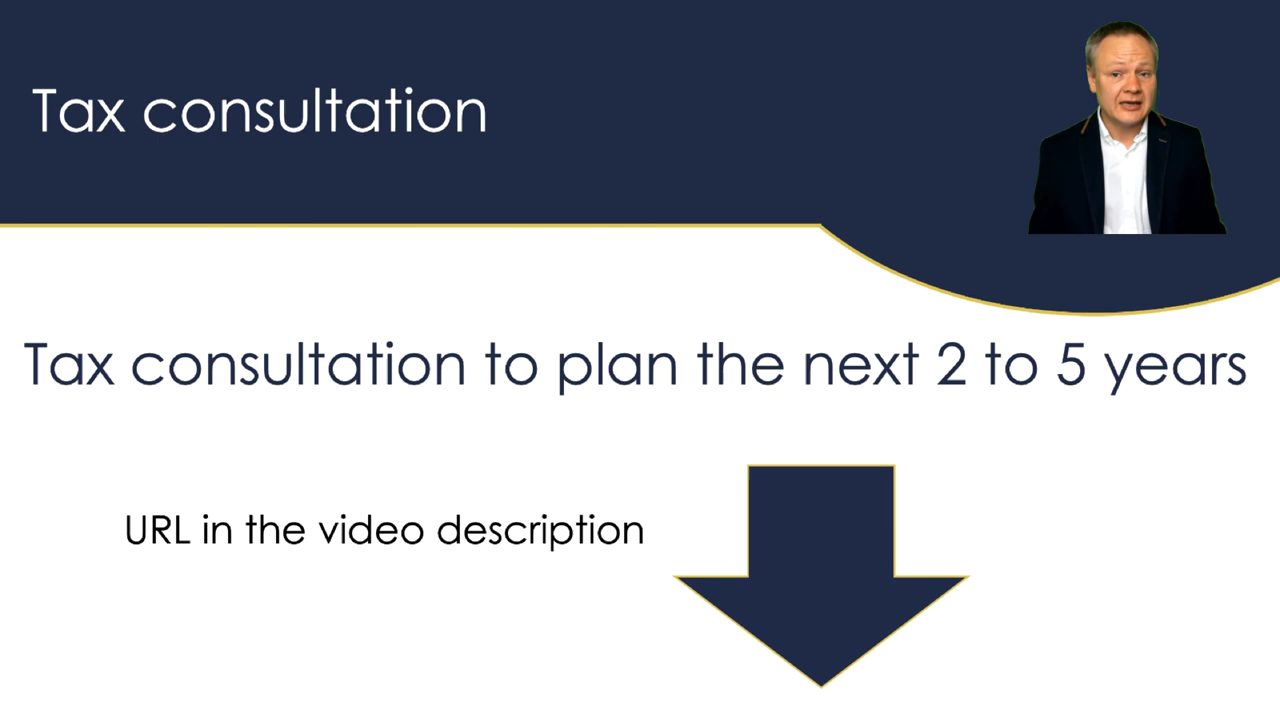 Tax consultation
Tax consultation to plan the next 2 to 5 years
URL in the video description